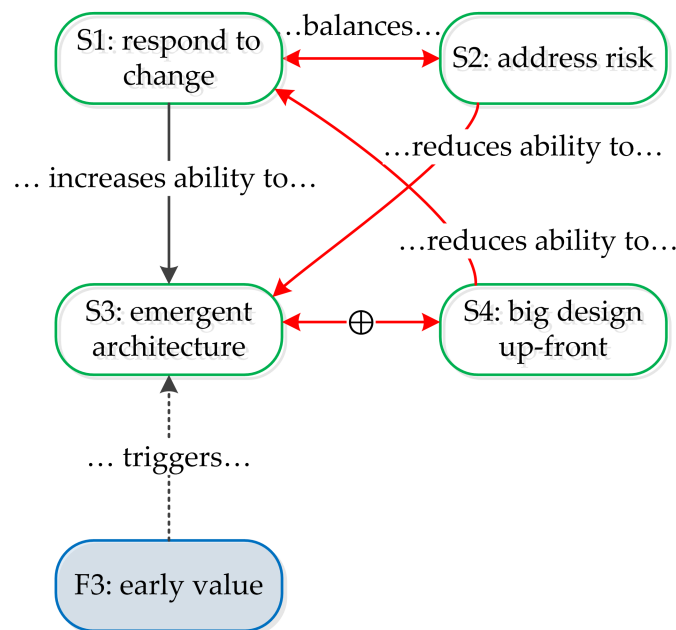 S1: respond to
change
…balances…
S2: address risk
…reduces ability to…
… increases ability to…
…reduces ability to…
S3: emergent
architecture
S4: big design
up-front
… triggers…
F3: early value